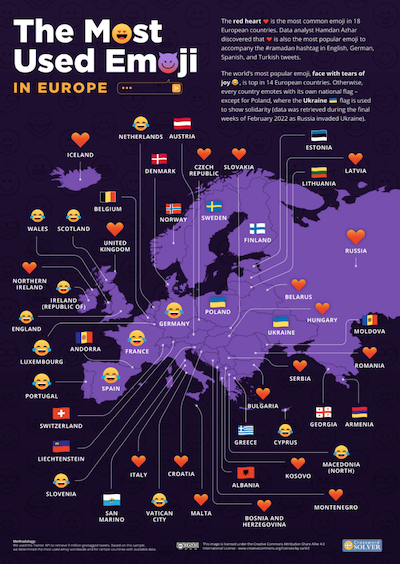 The Most
Used Emoji
IN EUROPE
The red heart ❤️ is the most common emoji in 18
European countries. Data analyst Hamdan Azhar
discovered that ❤️ is also the most popular emoji to
accompany the #ramadan hashtag in English, German,
Spanish, and Turkish tweets.
The world's most popular emoji, face with tears of
joy 😂, is top in 14 European countries. Otherwise,
every country emotes with its own national flag –
except for Poland, where the Ukraine 🇺🇦 flag is used
to show solidarity (data was retrieved during the final
weeks of February 2022 as Russia invaded Ukraine).
ICELAND
NETHERLANDS
AUSTRIA
DENMARK
CZECH
REPUBLIC
SLOVAKIA
ESTONIA
LATVIA
LITHUANIA
BELGIUM
NORWAY
SWEDEN
FINLAND
WALES
SCOTLAND
UNITED
KINGDOM
RUSSIA
NORTHERN
IRELAND
IRELAND
(REPUBLIC OF)
BELARUS
ENGLAND
GERMANY
POLAND
UKRAINE
HUNGARY
MOLDOVA
LUXEMBOURG
ANDORRA
FRANCE
ROMANIA
PORTUGAL
SPAIN
SERBIA
BULGARIA
SWITZERLAND
GREECE
CYPRUS
GEORGIA
ARMENIA
LIECHTENSTEIN
MACEDONIA
(NORTH)
SLOVENIA
ITALY
CROATIA
ALBANIA
KOSOVO
SAN
MARINO
VATICAN
CITY
MALTA
BOSNIA AND
HERZEGOVINA
MONTENEGRO
Methodology:
We used the Twitter API to retrieve 9 million geotagged tweets. Based on this sample,
we determined the most used emoji worldwide and for certain countries with available data.
This image is licensed under the Creative Commons Attribution-Share Alike 4.0
International License - www.creativecommons.org/licenses/by-sa/4.0
Crossword
SOLVER